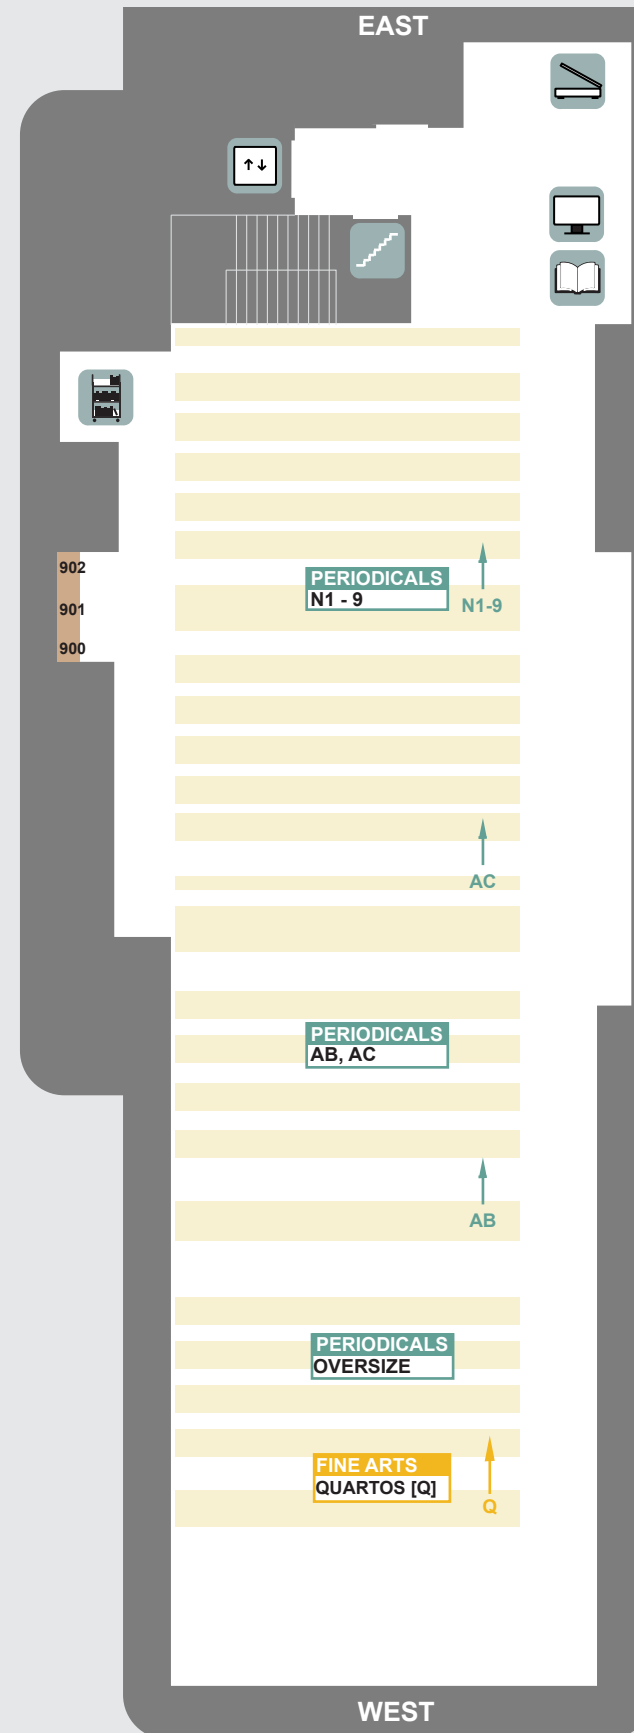 EAST
902
PERIODICALS
N1 - 9
N1-9
901
900
AC
PERIODICALS
AB, AC
AB
PERIODICALS
OVERSIZE
FINE ARTS
QUARTOS [Q]
Q
WEST